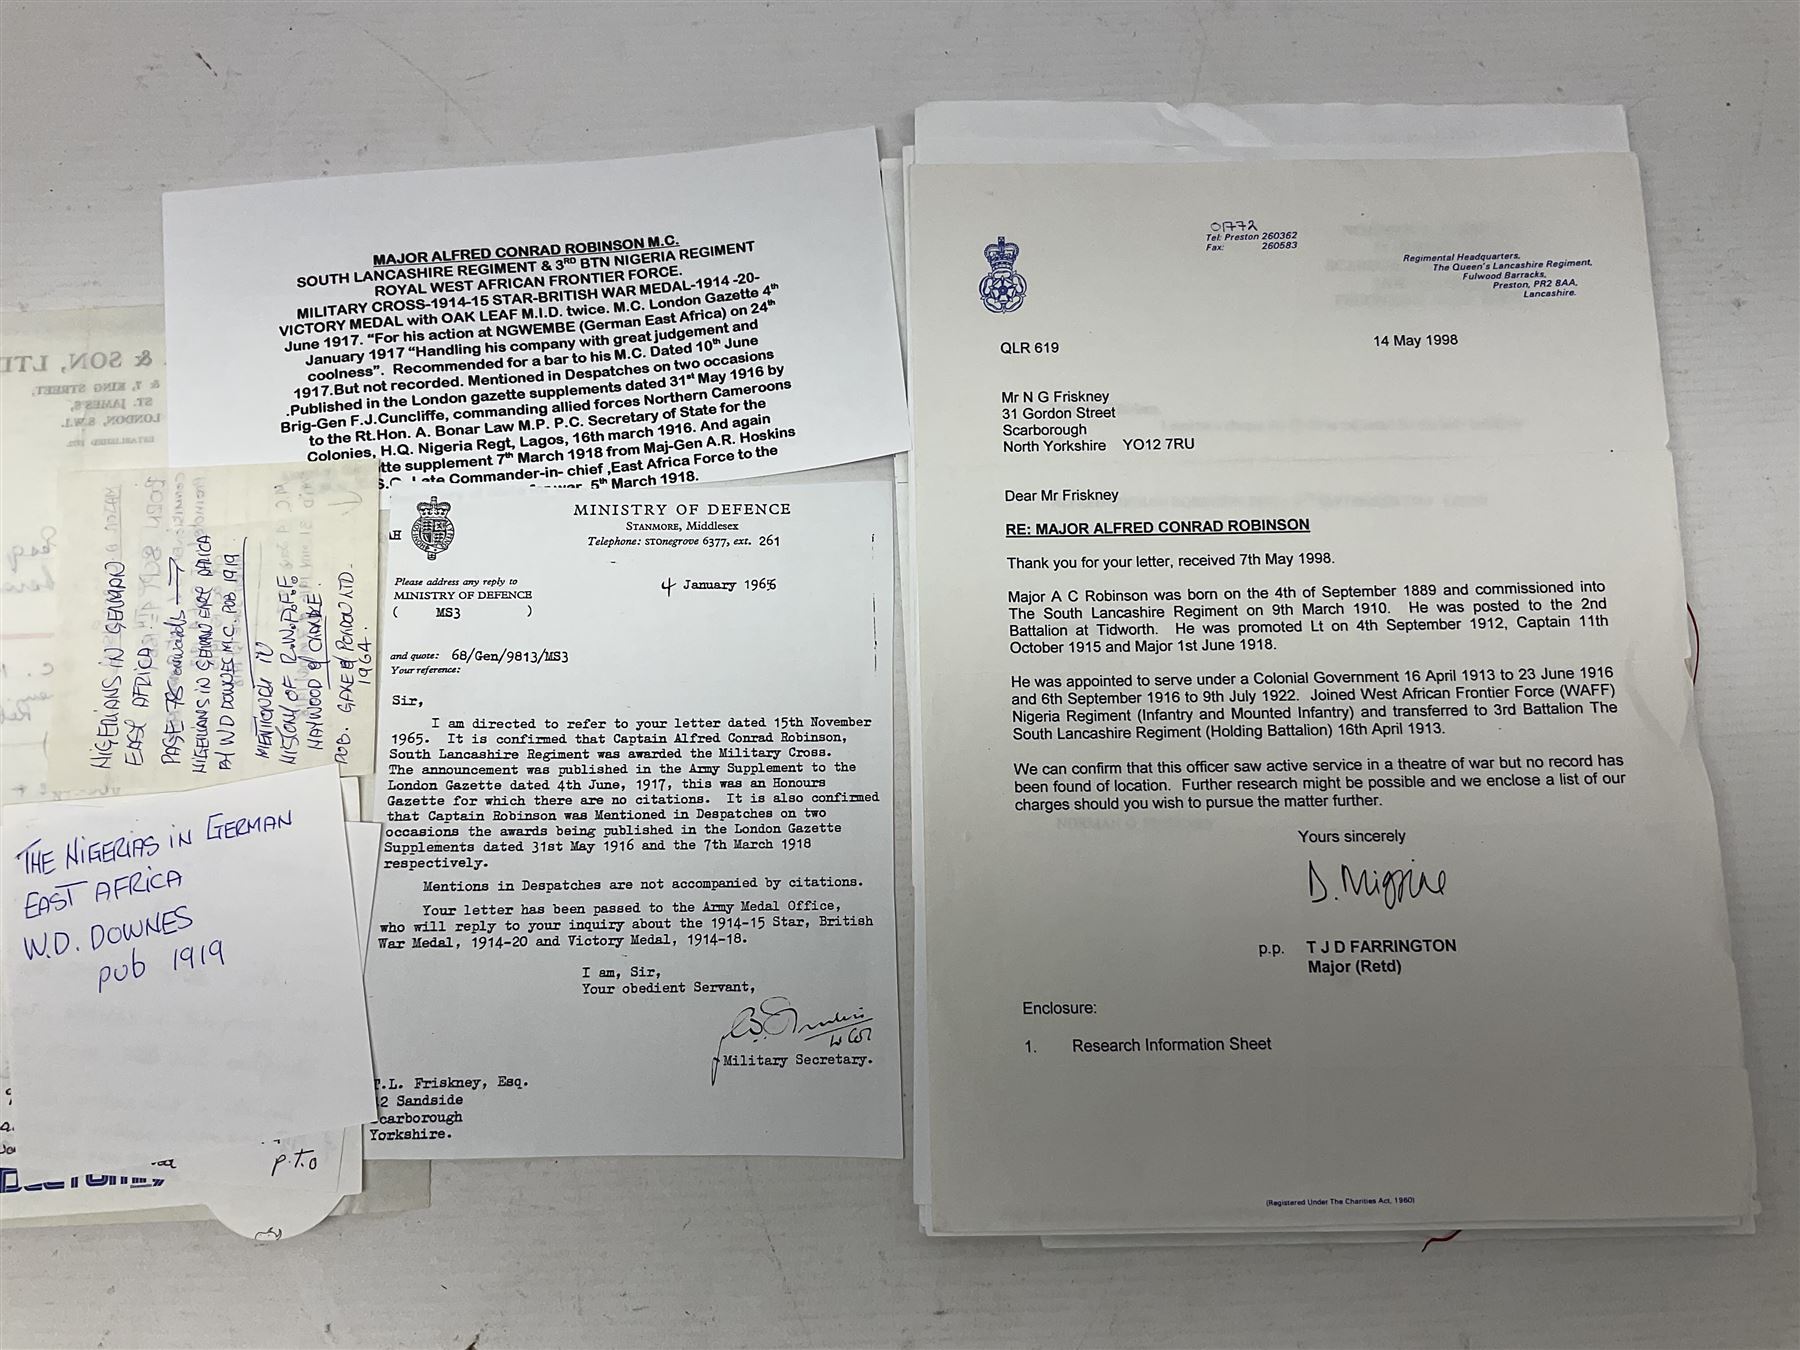 MAJOR ALFRED CONRAD ROBINSON M.C.
SOUTH LANCASHIRE REGIMENT & 3RD BTN NIGERIA REGIMENT
ROYAL WEST AFRICAN FRONTIER FORCE.
MILITARY CROSS-1914-15 STAR-BRITISH WAR MEDAL-1914 -20-
VICTORY MEDAL with OAK LEAF M.I.D. twice. M.C. London Gazette 4th
June 1917. "For his action at NGWEMBE (German East Africa) on 24th
January 1917 "Handling his company with great judgement and
coolness". Recommended for a bar to his M.C. Dated 10th June
1917.But not recorded. Mentioned in Despatches on two occasions
.Published in the London gazette supplements dated 31st May 1916 by
Brig-Gen F.J.Cuncliffe, commanding allied forces Northern Cameroons
to the Rt.Hon. A. Bonar Law M.P. P.C. Secretary of State for the
Colonies, H.Q. Nigeria Regt, Lagos, 16th march 1916. And again
tte supplement 7th March 1918 from Maj-Gen A.R. Hoskins
Late Commander-in- chief ,East Africa Force to the
5th March 1918.
& SON, LTD
& 7, KING STREET,
ST. JAMES'S,
LONDON, S.W.1.
NIGERIANS IN GERMAN
EAST AFRICA
PAGE 785 onwards
NIGERIANS IN GERMAN EAST AFRICA
BY W D DOWNES M.C. PUB 1919
MENTIONED IN
HISTORY OF R.W.A.F.F.
HAYWOOD & CLARKE
PUB. GALE & POLDEN LTD.
1964.
THE NIGERIAS IN GERMAN
EAST AFRICA
W.D. DOWNES
pub 1919
P.T.O
AH
MINISTRY OF DEFENCE
STANMORE, Middlesex
Telephone: STOnegrove 6377, ext. 261
Please address any reply to
MINISTRY OF DEFENCE
( MS3 )
4 January 1966
and quote: 68/Gen/9813/MS3
Your reference:
Sir,
I am directed to refer to your letter dated 15th November
1965. It is confirmed that Captain Alfred Conrad Robinson,
South Lancashire Regiment was awarded the Military Cross.
The announcement was published in the Army Supplement to the
London Gazette dated 4th June, 1917, this was an Honours
Gazette for which there are no citations. It is also confirmed
that Captain Robinson was Mentioned in Despatches on two
occasions the awards being published in the London Gazette
Supplements dated 31st May 1916 and the 7th March 1918
respectively.
Mentions in Despatches are not accompanied by citations.
Your letter has been passed to the Army Medal Office,
who will reply to your inquiry about the 1914-15 Star, British
War Medal, 1914-20 and Victory Medal, 1914-18.
I am, Sir,
Your obedient Servant,
Military Secretary.
T.L. Friskney, Esq.
2 Sandside
Scarborough
Yorkshire.
01772
Tel: Preston 260362
Fax: 260583
Regimental Headquarters,
The Queen's Lancashire Regiment,
Fulwood Barracks,
Preston, PR2 8AA,
Lancashire.
QLR 619
14 May 1998
Mr N G Friskney
31 Gordon Street
Scarborough
North Yorkshire YO12 7RU
Dear Mr Friskney
RE: MAJOR ALFRED CONRAD ROBINSON
Thank you for your letter, received 7th May 1998.
Major A C Robinson was born on the 4th of September 1889 and commissioned into
The South Lancashire Regiment on 9th March 1910. He was posted to the 2nd
Battalion at Tidworth. He was promoted Lt on 4th September 1912, Captain 11th
October 1915 and Major 1st June 1918.
He was appointed to serve under a Colonial Government 16 April 1913 to 23 June 1916
and 6th September 1916 to 9th July 1922. Joined West African Frontier Force (WAFF)
Nigeria Regiment (Infantry and Mounted Infantry) and transferred to 3rd Battalion The
South Lancashire Regiment (Holding Battalion) 16th April 1913.
We can confirm that this officer saw active service in a theatre of war but no record has
been found of location. Further research might be possible and we enclose a list of our
charges should you wish to pursue the matter further.
Yours sincerely
p.p. T J D FARRINGTON
Major (Retd)
Enclosure:
1. Research Information Sheet
(Registered Under The Charities Act, 1960)